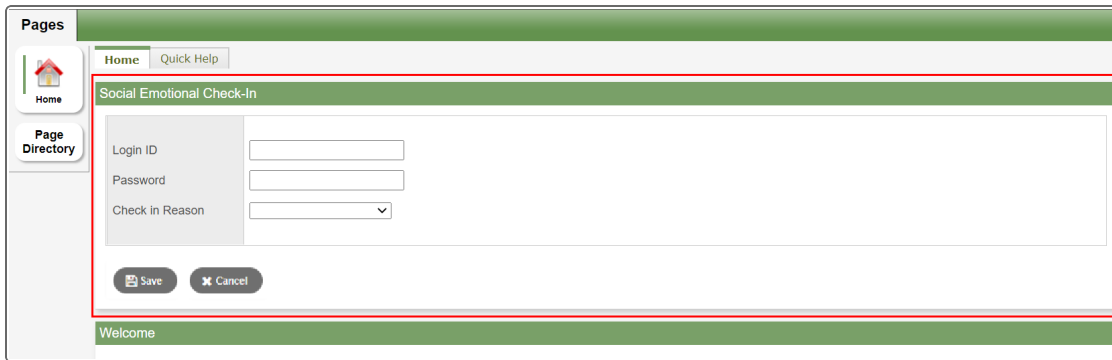 Pages
Home
Page
Directory
Home Quick Help
Social Emotional Check-In
Login ID
Password
Check in Reason
Save Cancel
Welcome